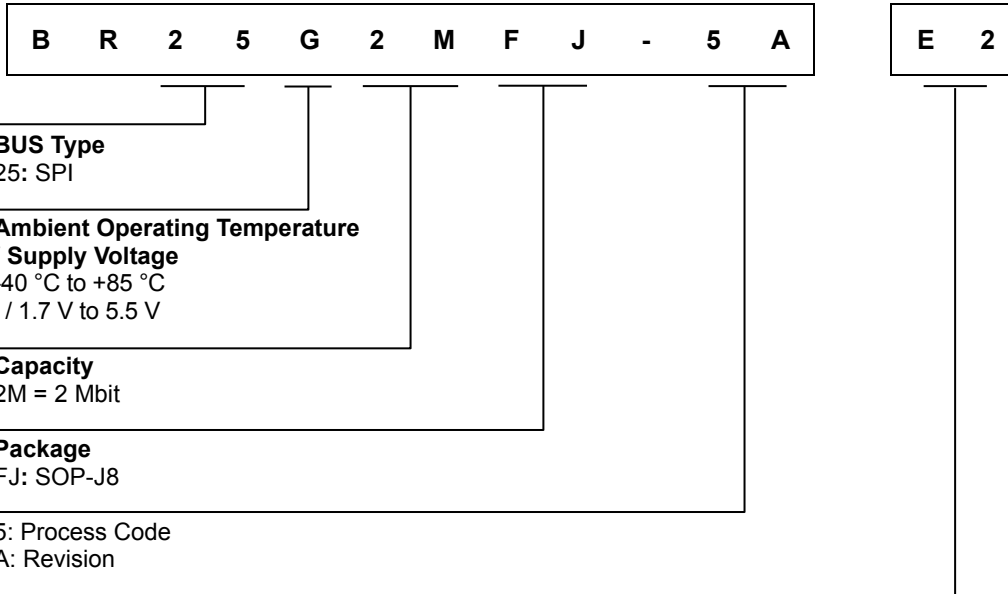 B R 2 5 G 2 M F J - 5 A E 2
BUS Type
25: SPI
Ambient Operating Temperature
/ Supply Voltage
-40 °C to +85 °C
/ 1.7 V to 5.5 V
Capacity
2M = 2 Mbit
Package
FJ: SOP-J8
5: Process Code
A: Revision